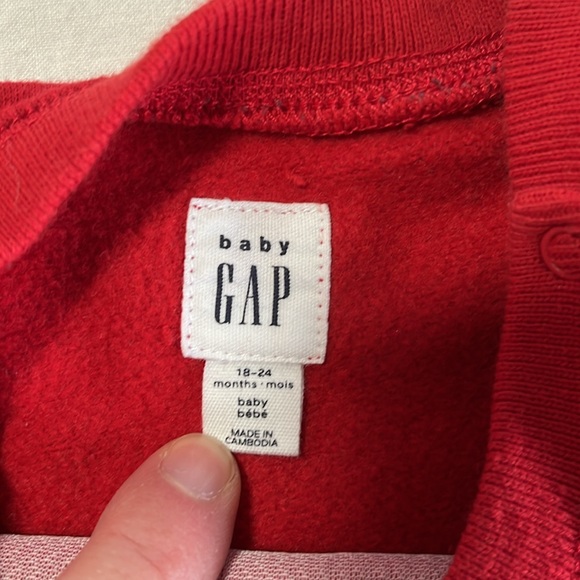 baby
GAP
18-24
months · mois
baby
bébé
MADE IN
CAMBODIA